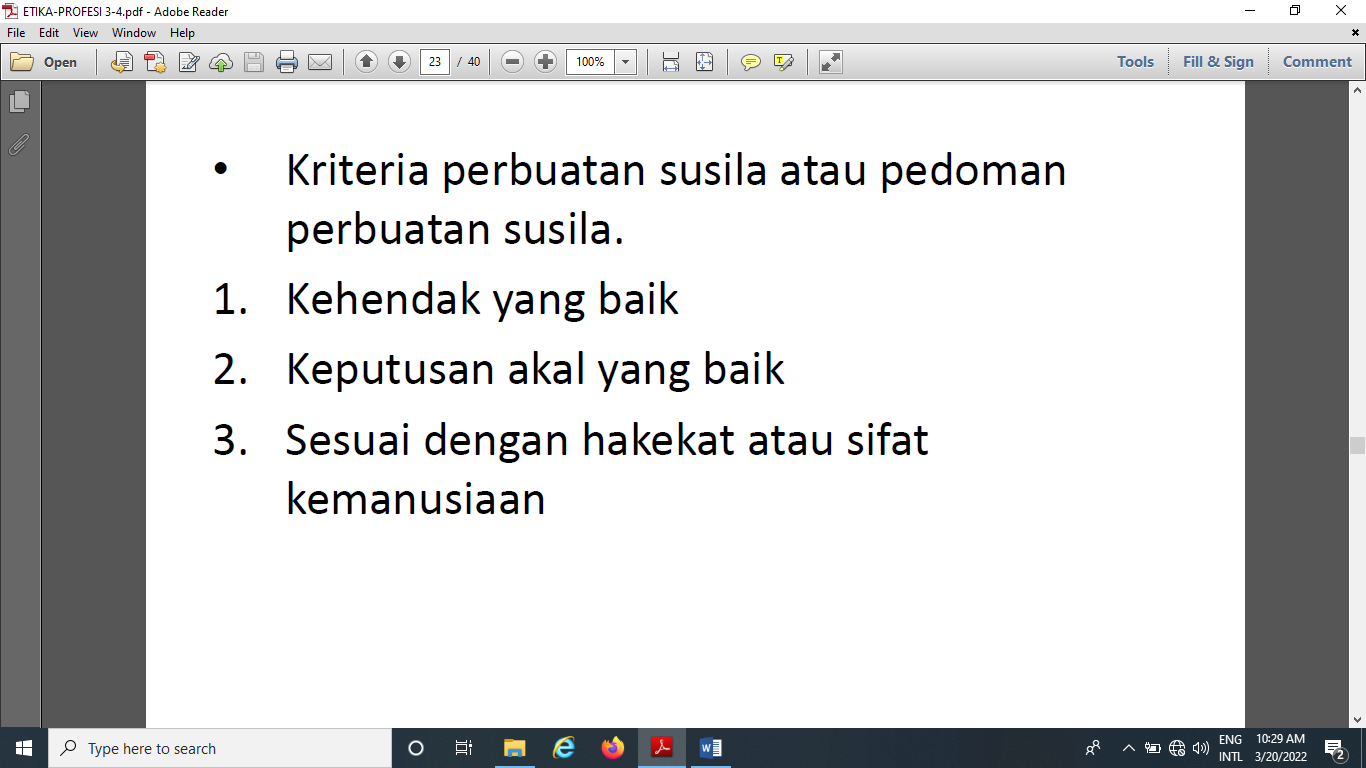 ETIKA-PROFESI 3-4.pdf - Adobe Reader
File Edit View Window Help
Open 23 / 40 100% Tools Fill & Sign Comment
• Kriteria perbuatan susila atau pedoman
perbuatan susila.
1. Kehendak yang baik
2. Keputusan akal yang baik
3. Sesuai dengan hakekat atau sifat
kemanusiaan
Type here to search
ENG 10:29 AM
INTL 3/20/2022 2